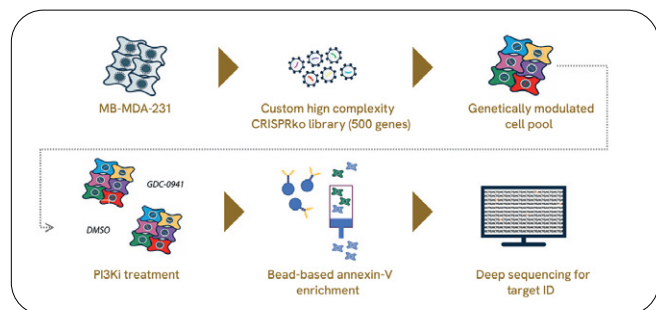 MB-MDA-231
Custom hign complexity
CRISPRko library (500 genes)
Genetically modulated
cell pool
GDC-0941
DMSO
PI3Ki treatment
Bead-based annexin-V
enrichment
Deep sequencing for
target ID